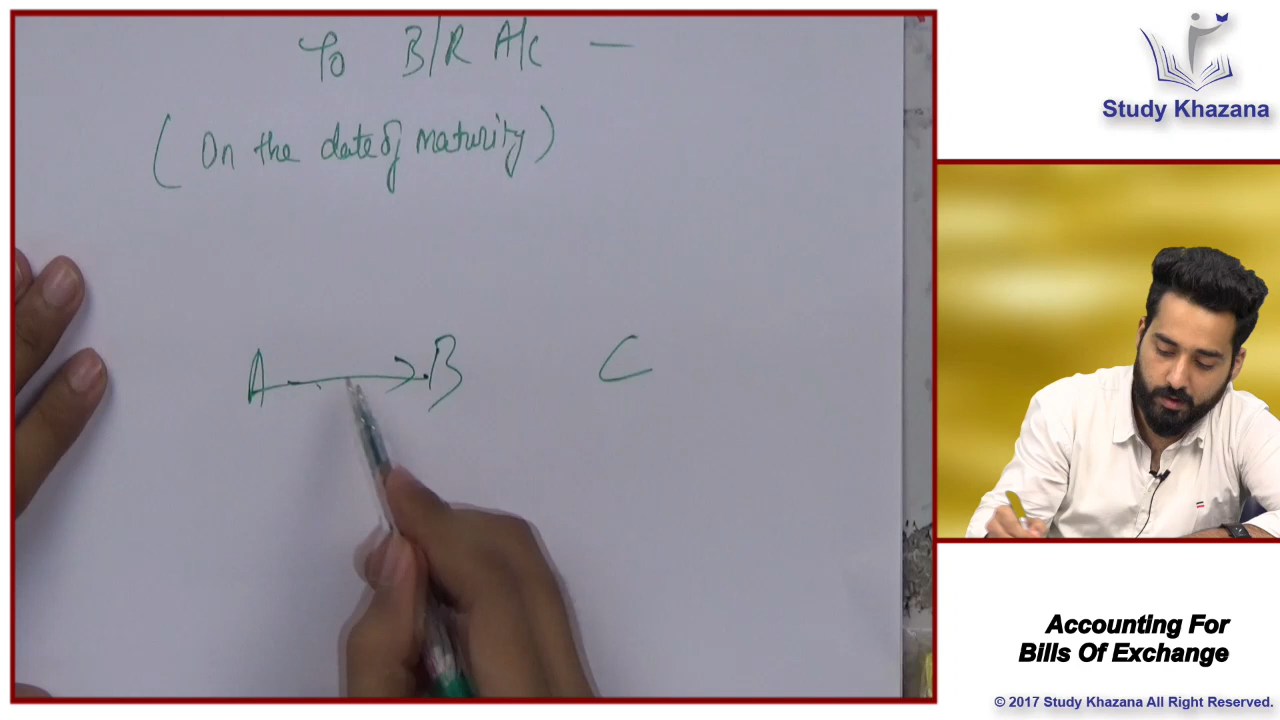 To B/R A/c —
(On the date of maturity)
A B C
Study Khazana
Accounting For
Bills Of Exchange
© 2017 Study Khazana All Right Reserved.